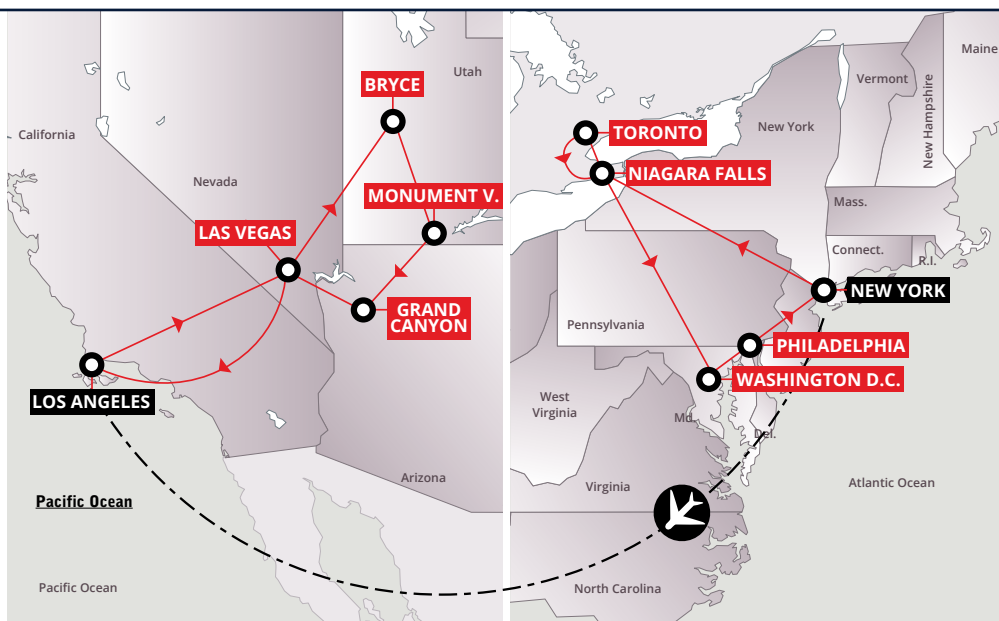 Utah
BRYCE
California
Nevada
MONUMENT V.
LAS VEGAS
GRAND
CANYON
LOS ANGELES
Arizona
Pacific Ocean
Pacific Ocean
Maine
Vermont
New Hampshire
New York
TORONTO
NIAGARA FALLS
Mass.
Connect.
R.I.
NEW YORK
Pennsylvania
PHILADELPHIA
WASHINGTON D.C.
West
Virginia
Md.
Del.
Virginia
Atlantic Ocean
North Carolina